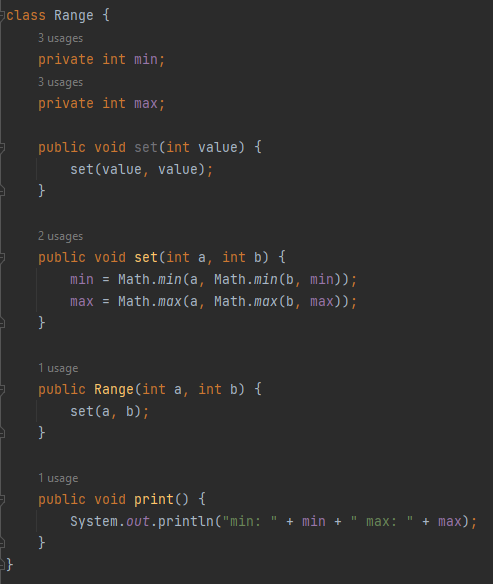 class Range {
3 usages
private int min;
3 usages
private int max;
public void set(int value) {
set(value, value);
}
2 usages
public void set(int a, int b) {
min = Math.min(a, Math.min(b, min));
max = Math.max(a, Math.max(b, max));
}
1 usage
public Range(int a, int b) {
set(a, b);
}
1 usage
public void print() {
System.out.println("min: " + min + " max: " + max);
}
}